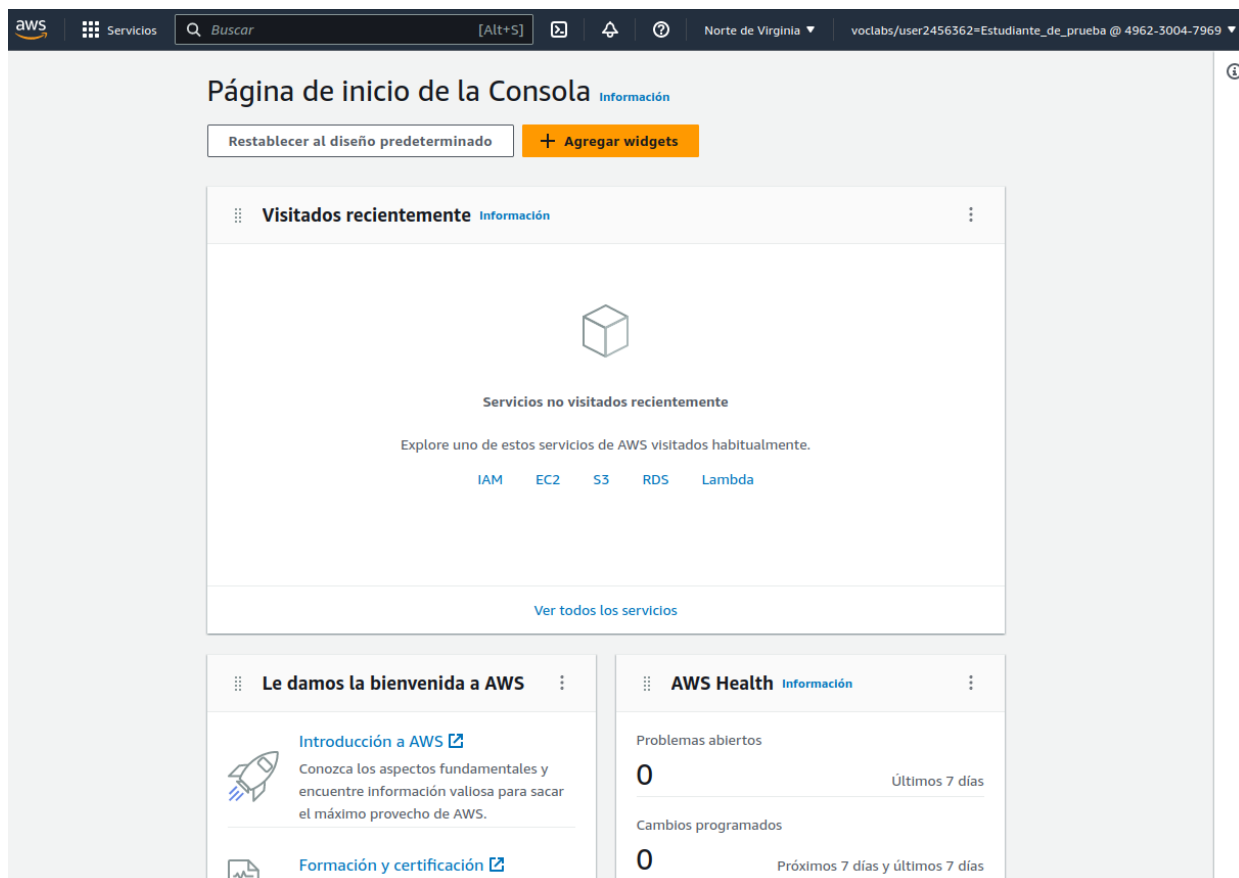 aws
Servicios
Buscar
[Alt+S]
Norte de Virginia
voclabs/user2456362=Estudiante_de_prueba @ 4962-3004-7969
Página de inicio de la Consola Información
Restablecer al diseño predeterminado
Agregar widgets
Visitados recientemente Información
Servicios no visitados recientemente
Explore uno de estos servicios de AWS visitados habitualmente.
IAM EC2 S3 RDS Lambda
Ver todos los servicios
Le damos la bienvenida a AWS
Introducción a AWS
Conozca los aspectos fundamentales y
encuentre información valiosa para sacar
el máximo provecho de AWS.
Formación y certificación
AWS Health Información
Problemas abiertos
0 Últimos 7 días
Cambios programados
0 Próximos 7 días y últimos 7 días